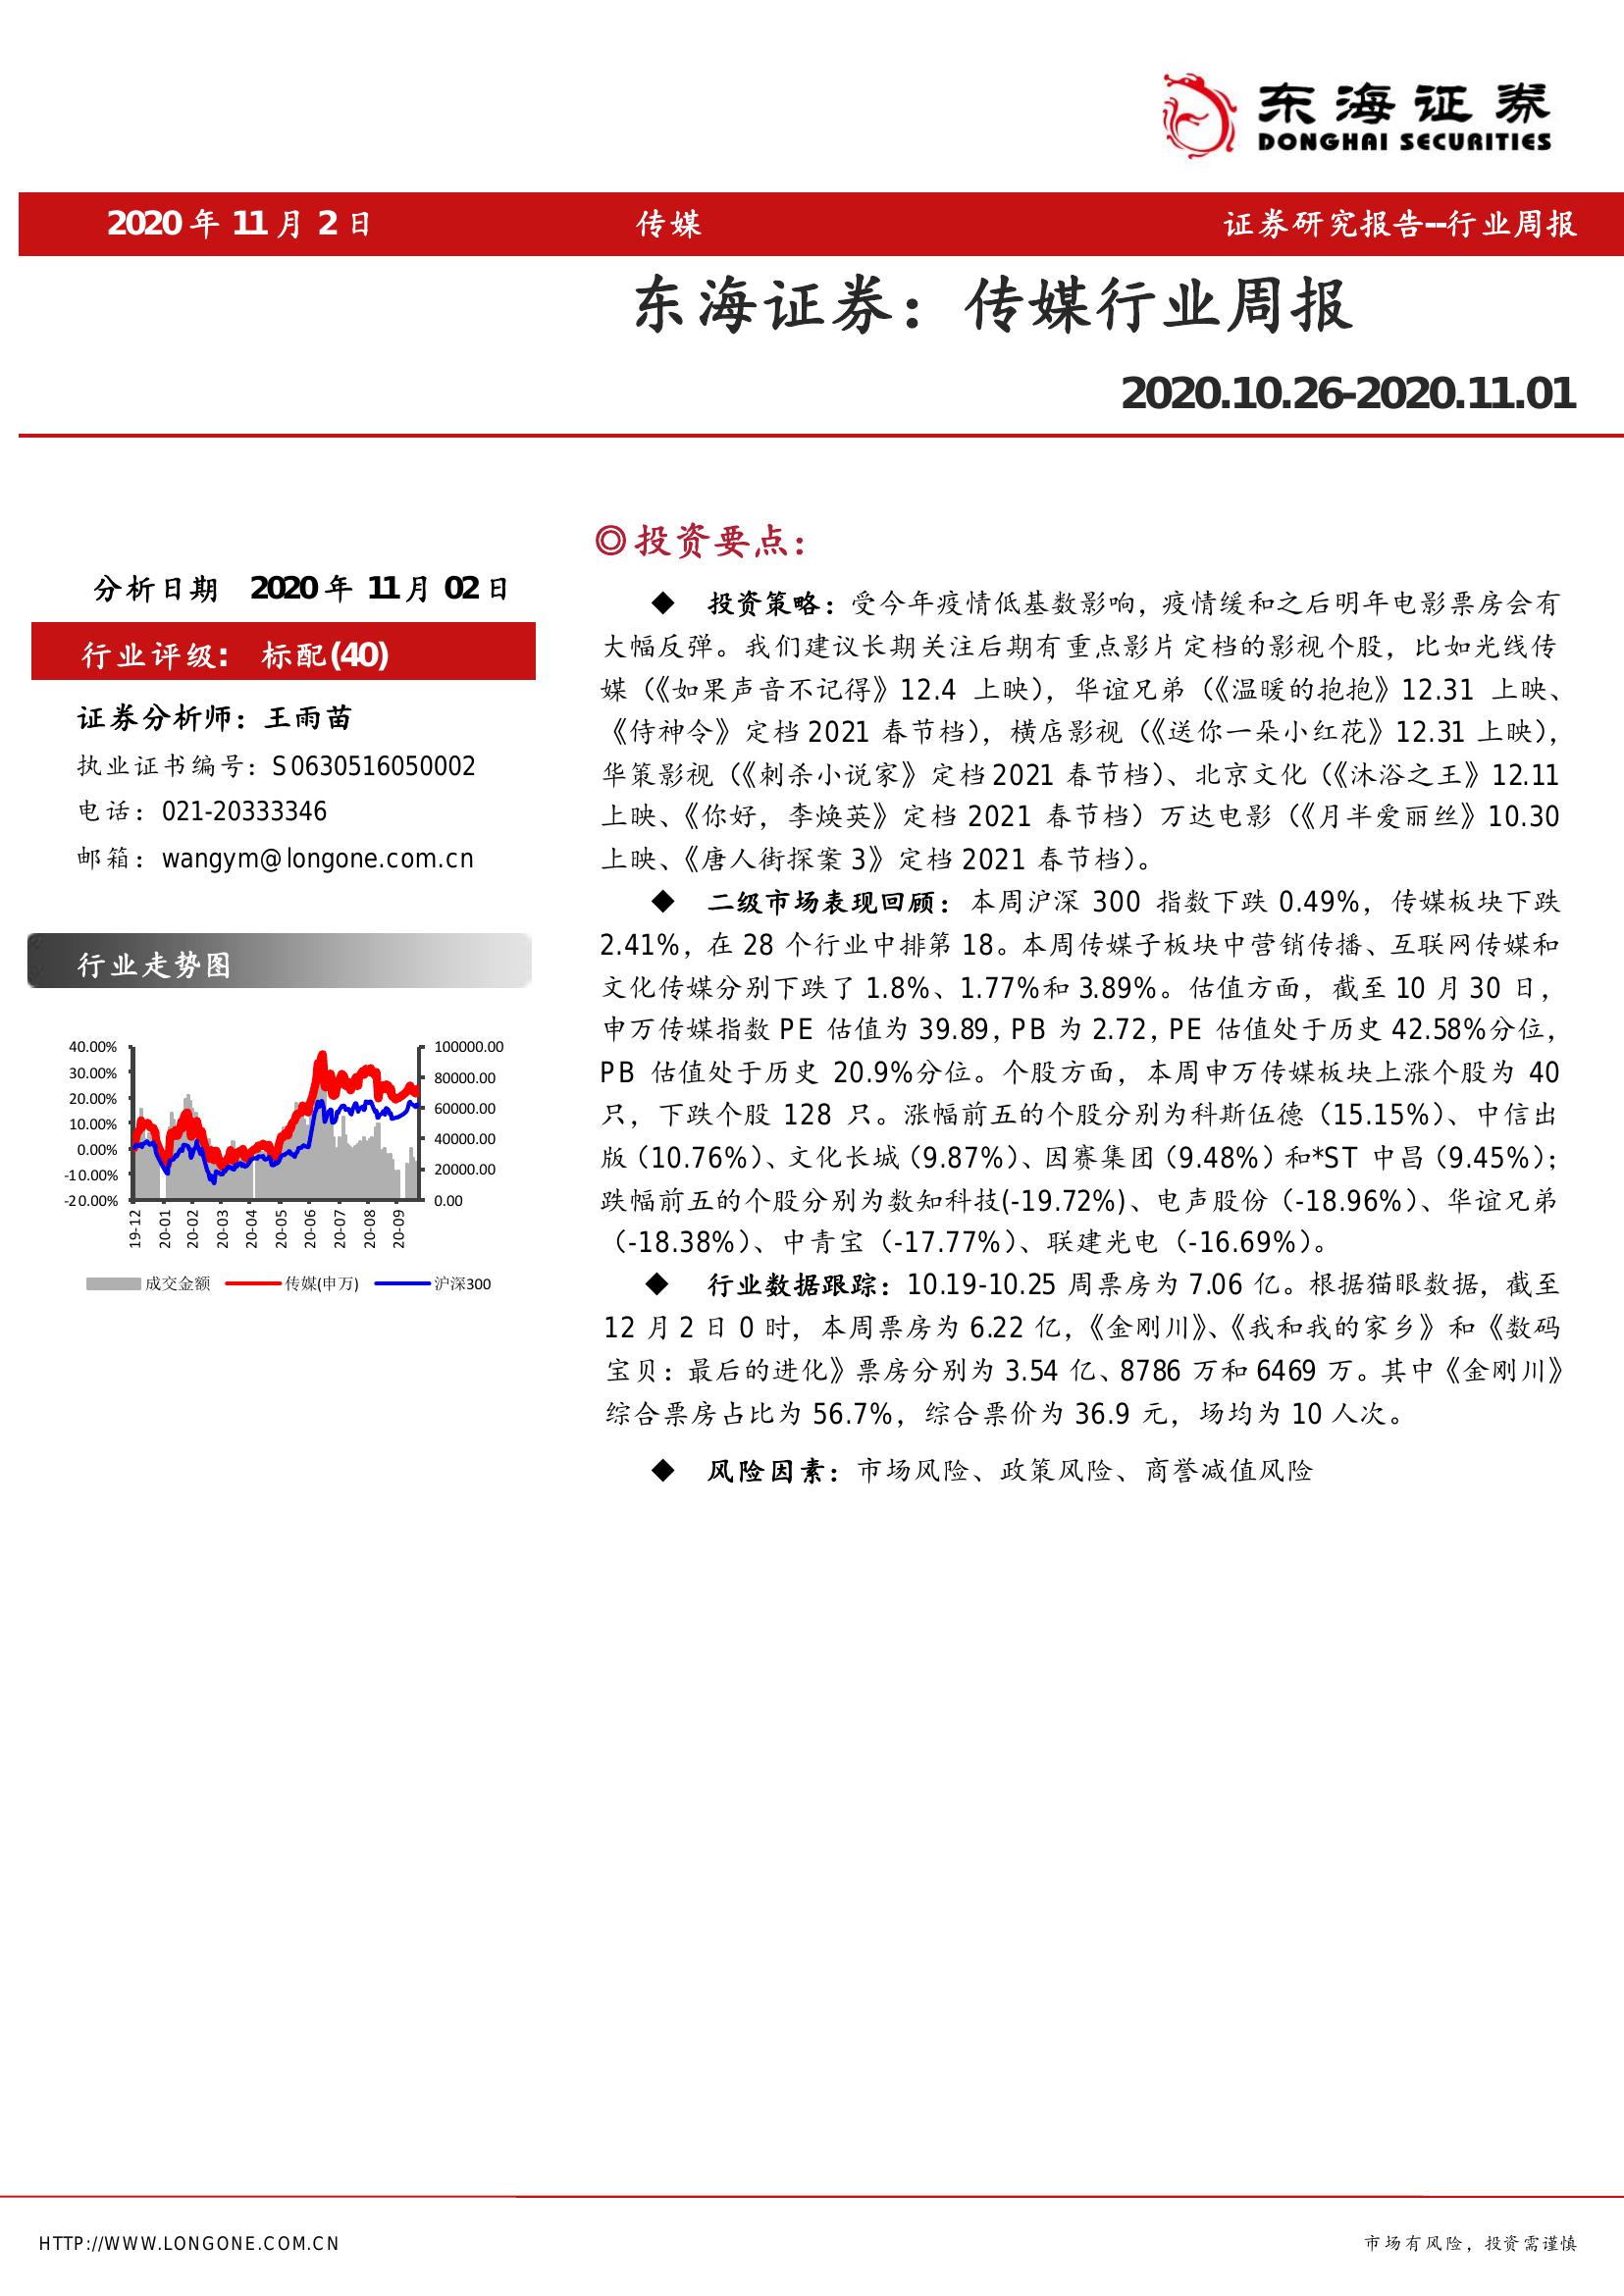 东海证券
DONGHAI SECURITIES
2020 年 11 月 2 日 传媒 证券研究报告--行业周报
东海证券：传媒行业周报
2020.10.26-2020.11.01
分析日期 2020 年 11 月 02 日
行业评级: 标配(40)
证券分析师：王雨苗
执业证书编号：S0630516050002
电话：021-20333346
邮箱：wangym@longone.com.cn
行业走势图
40.00%
30.00%
20.00%
10.00%
0.00%
-10.00%
-20.00%
100000.00
80000.00
60000.00
40000.00
20000.00
0.00
19-12
20-01
20-02
20-03
20-04
20-05
20-06
20-07
20-08
20-09
成交金额 传媒(申万) 沪深300
◎投资要点：
◆ 投资策略：受今年疫情低基数影响，疫情缓和之后明年电影票房会有
大幅反弹。我们建议长期关注后期有重点影片定档的影视个股，比如光线传
媒（《如果声音不记得》12.4 上映），华谊兄弟（《温暖的抱抱》12.31 上映、
《侍神令》定档 2021 春节档），横店影视（《送你一朵小红花》12.31 上映），
华策影视（《刺杀小说家》定档 2021 春节档）、北京文化（《沐浴之王》12.11
上映、《你好，李焕英》定档 2021 春节档）万达电影（《月半爱丽丝》10.30
上映、《唐人街探案 3》定档 2021 春节档）。
◆ 二级市场表现回顾：本周沪深 300 指数下跌 0.49%，传媒板块下跌
2.41%，在 28 个行业中排第 18。本周传媒子板块中营销传播、互联网传媒和
文化传媒分别下跌了 1.8%、1.77%和 3.89%。估值方面，截至 10 月 30 日，
申万传媒指数 PE 估值为 39.89，PB 为 2.72，PE 估值处于历史 42.58%分位，
PB 估值处于历史 20.9%分位。个股方面，本周申万传媒板块上涨个股为 40
只，下跌个股 128 只。涨幅前五的个股分别为科斯伍德（15.15%）、中信出
版（10.76%）、文化长城（9.87%）、因赛集团（9.48%）和*ST 中昌（9.45%）；
跌幅前五的个股分别为数知科技(-19.72%)、电声股份（-18.96%）、华谊兄弟
（-18.38%）、中青宝（-17.77%）、联建光电（-16.69%）。
◆ 行业数据跟踪：10.19-10.25 周票房为 7.06 亿。根据猫眼数据，截至
12 月 2 日 0 时，本周票房为 6.22 亿，《金刚川》、《我和我的家乡》和《数码
宝贝：最后的进化》票房分别为 3.54 亿、8786 万和 6469 万。其中《金刚川》
综合票房占比为 56.7%，综合票价为 36.9 元，场均为 10 人次。
◆ 风险因素：市场风险、政策风险、商誉减值风险
HTTP://WWW.LONGONE.COM.CN 市场有风险，投资需谨慎